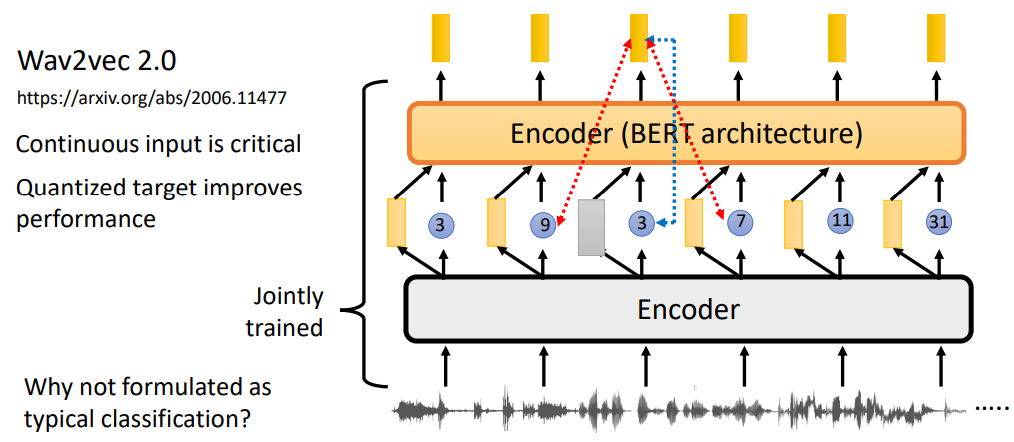 Wav2vec 2.0
https://arxiv.org/abs/2006.11477
Continuous input is critical
Quantized target improves
performance
Jointly
trained
Why not formulated as
typical classification?
Encoder (BERT architecture)
3 9 3 7 11 31
Encoder
.....